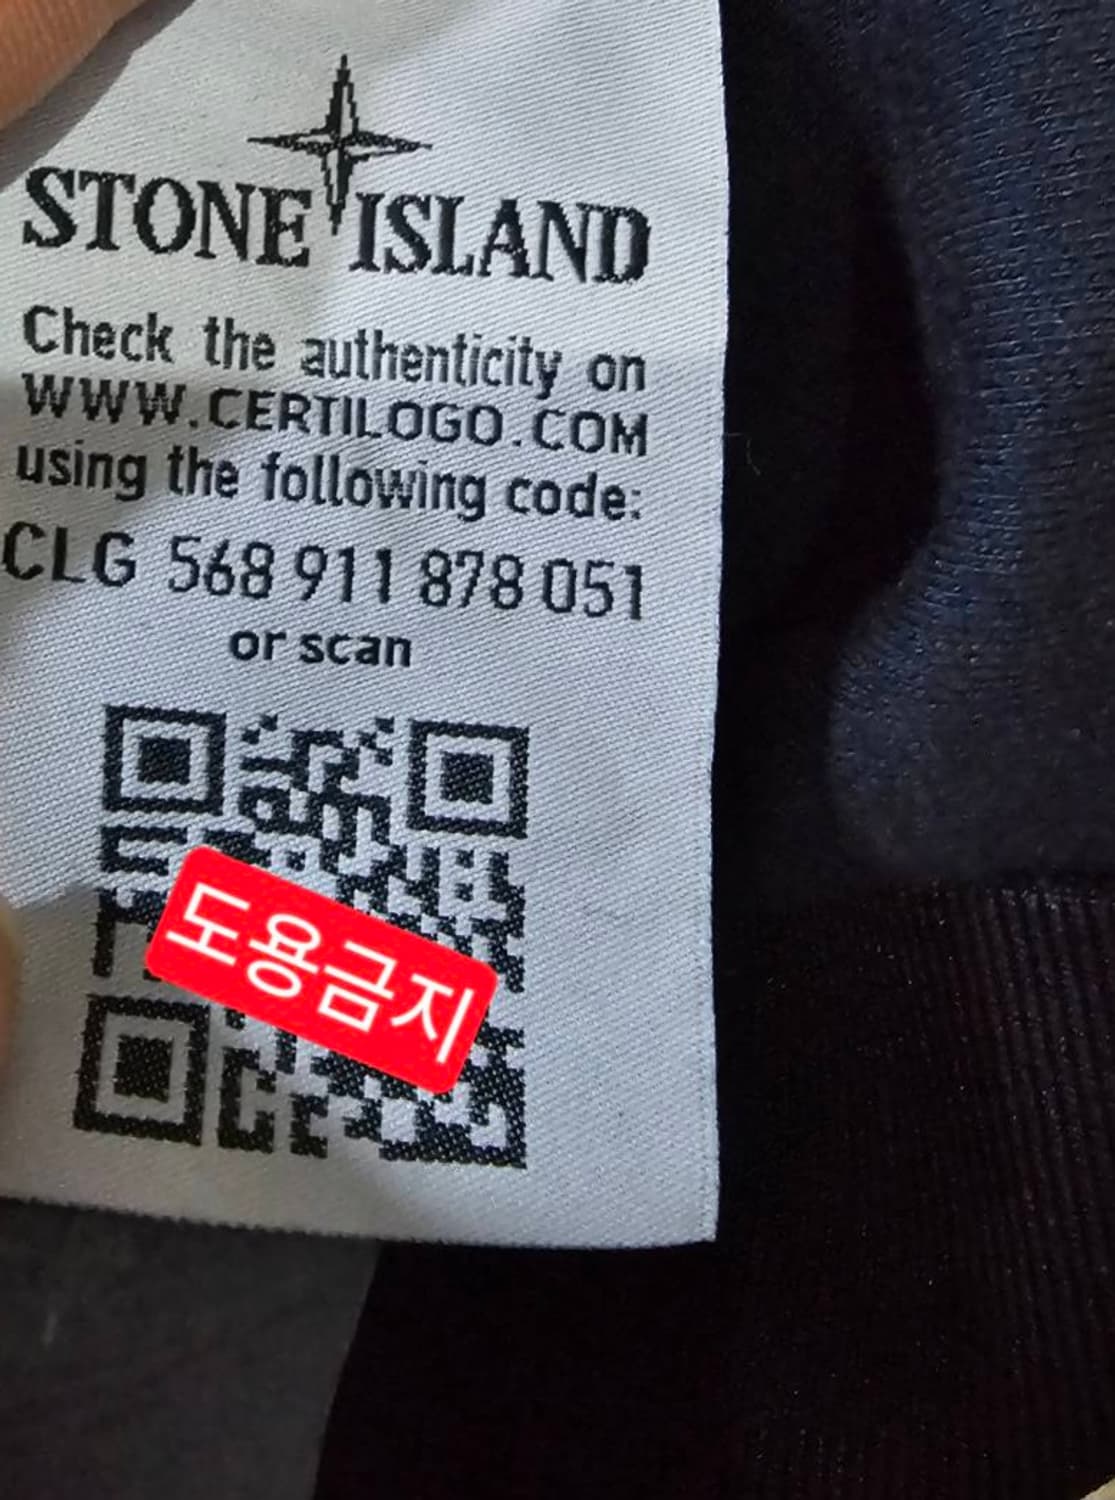 STONE ISLAND
Check the authenticity on
WWW.CERTILOGO.COM
using the following code:
CLG 568 911 878 051
or scan
도용금지